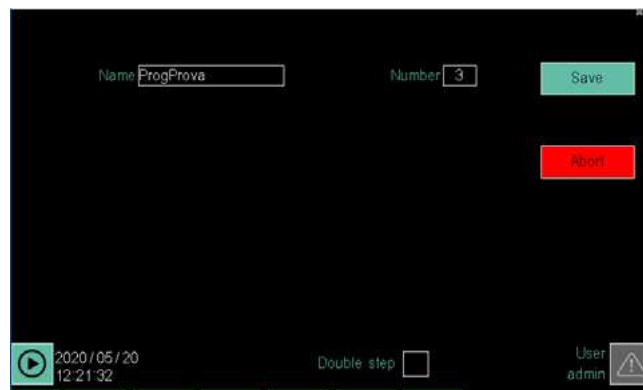 Name ProgProva Number 3 Save
Abort
2020/05/20
12:21:32
Double step
User
admin